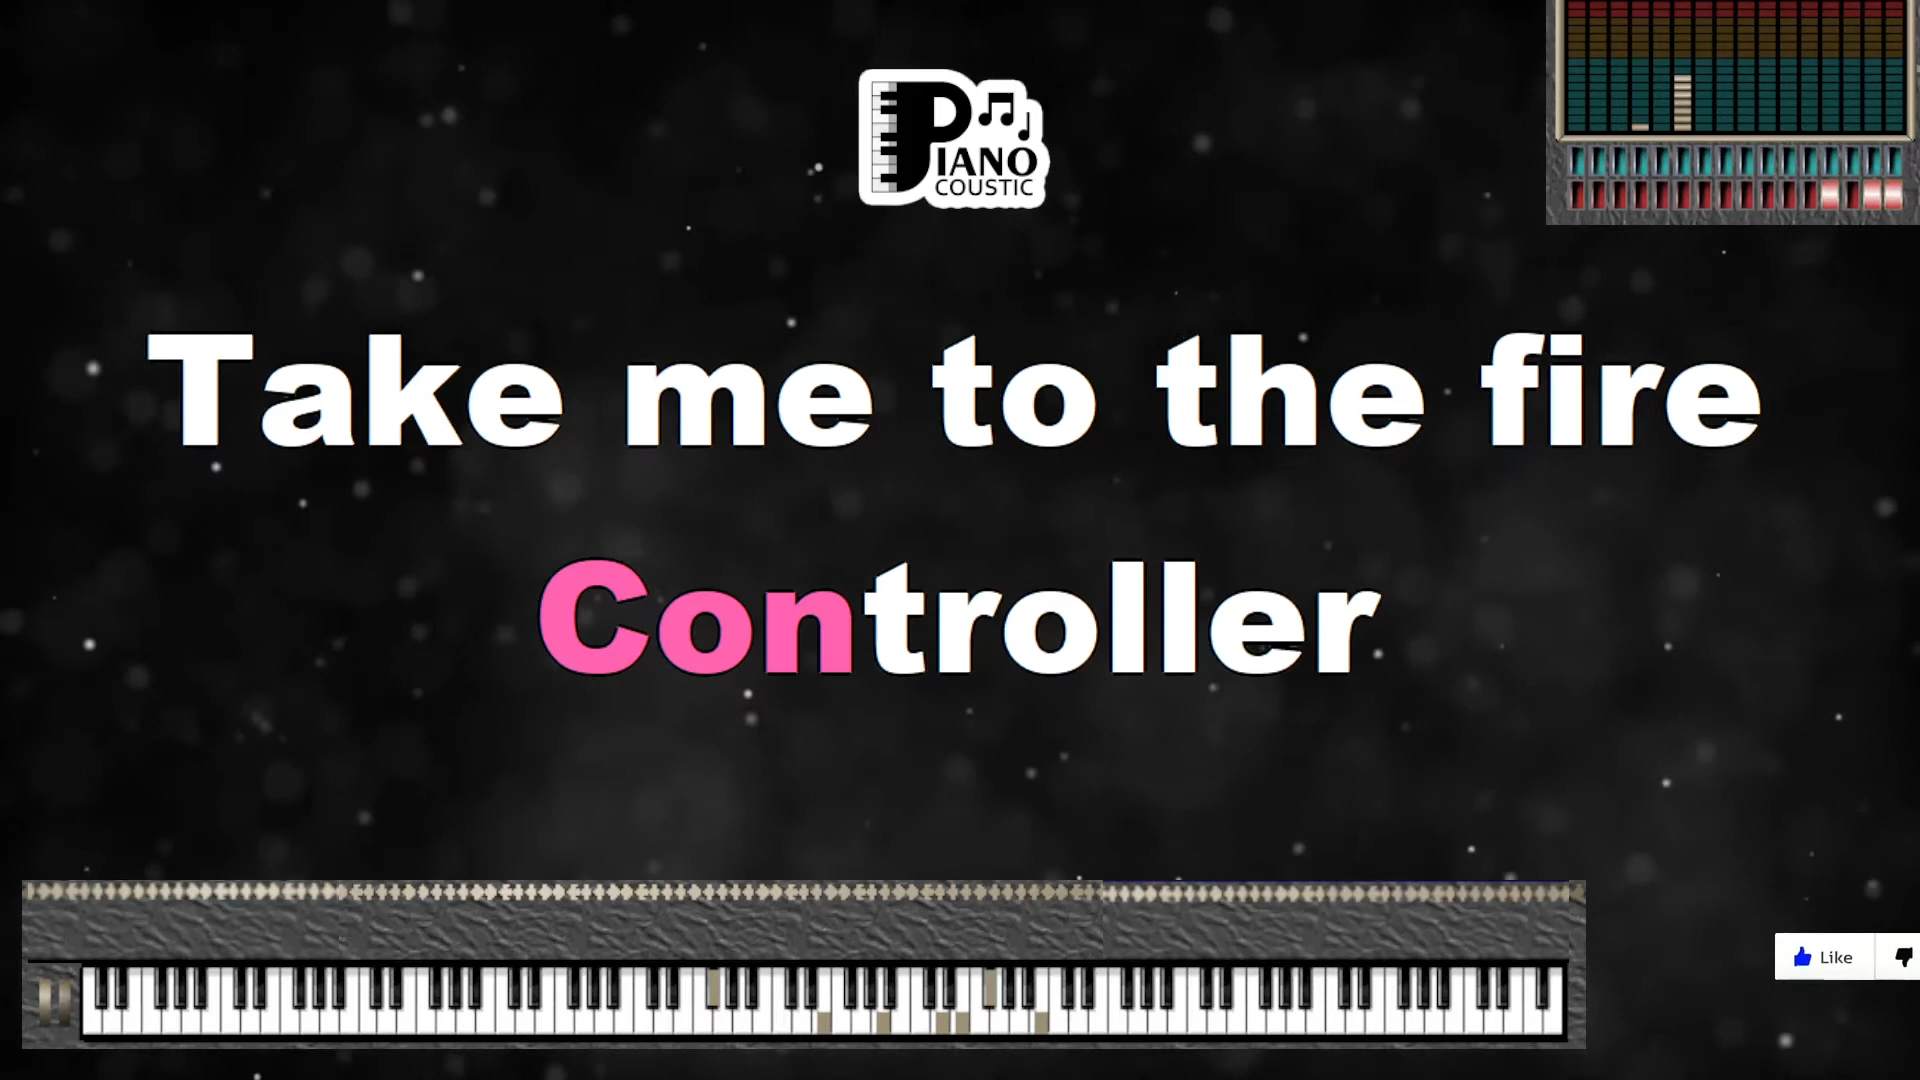 PIANO
COUSTIC
Take me to the fire
Controller
Like